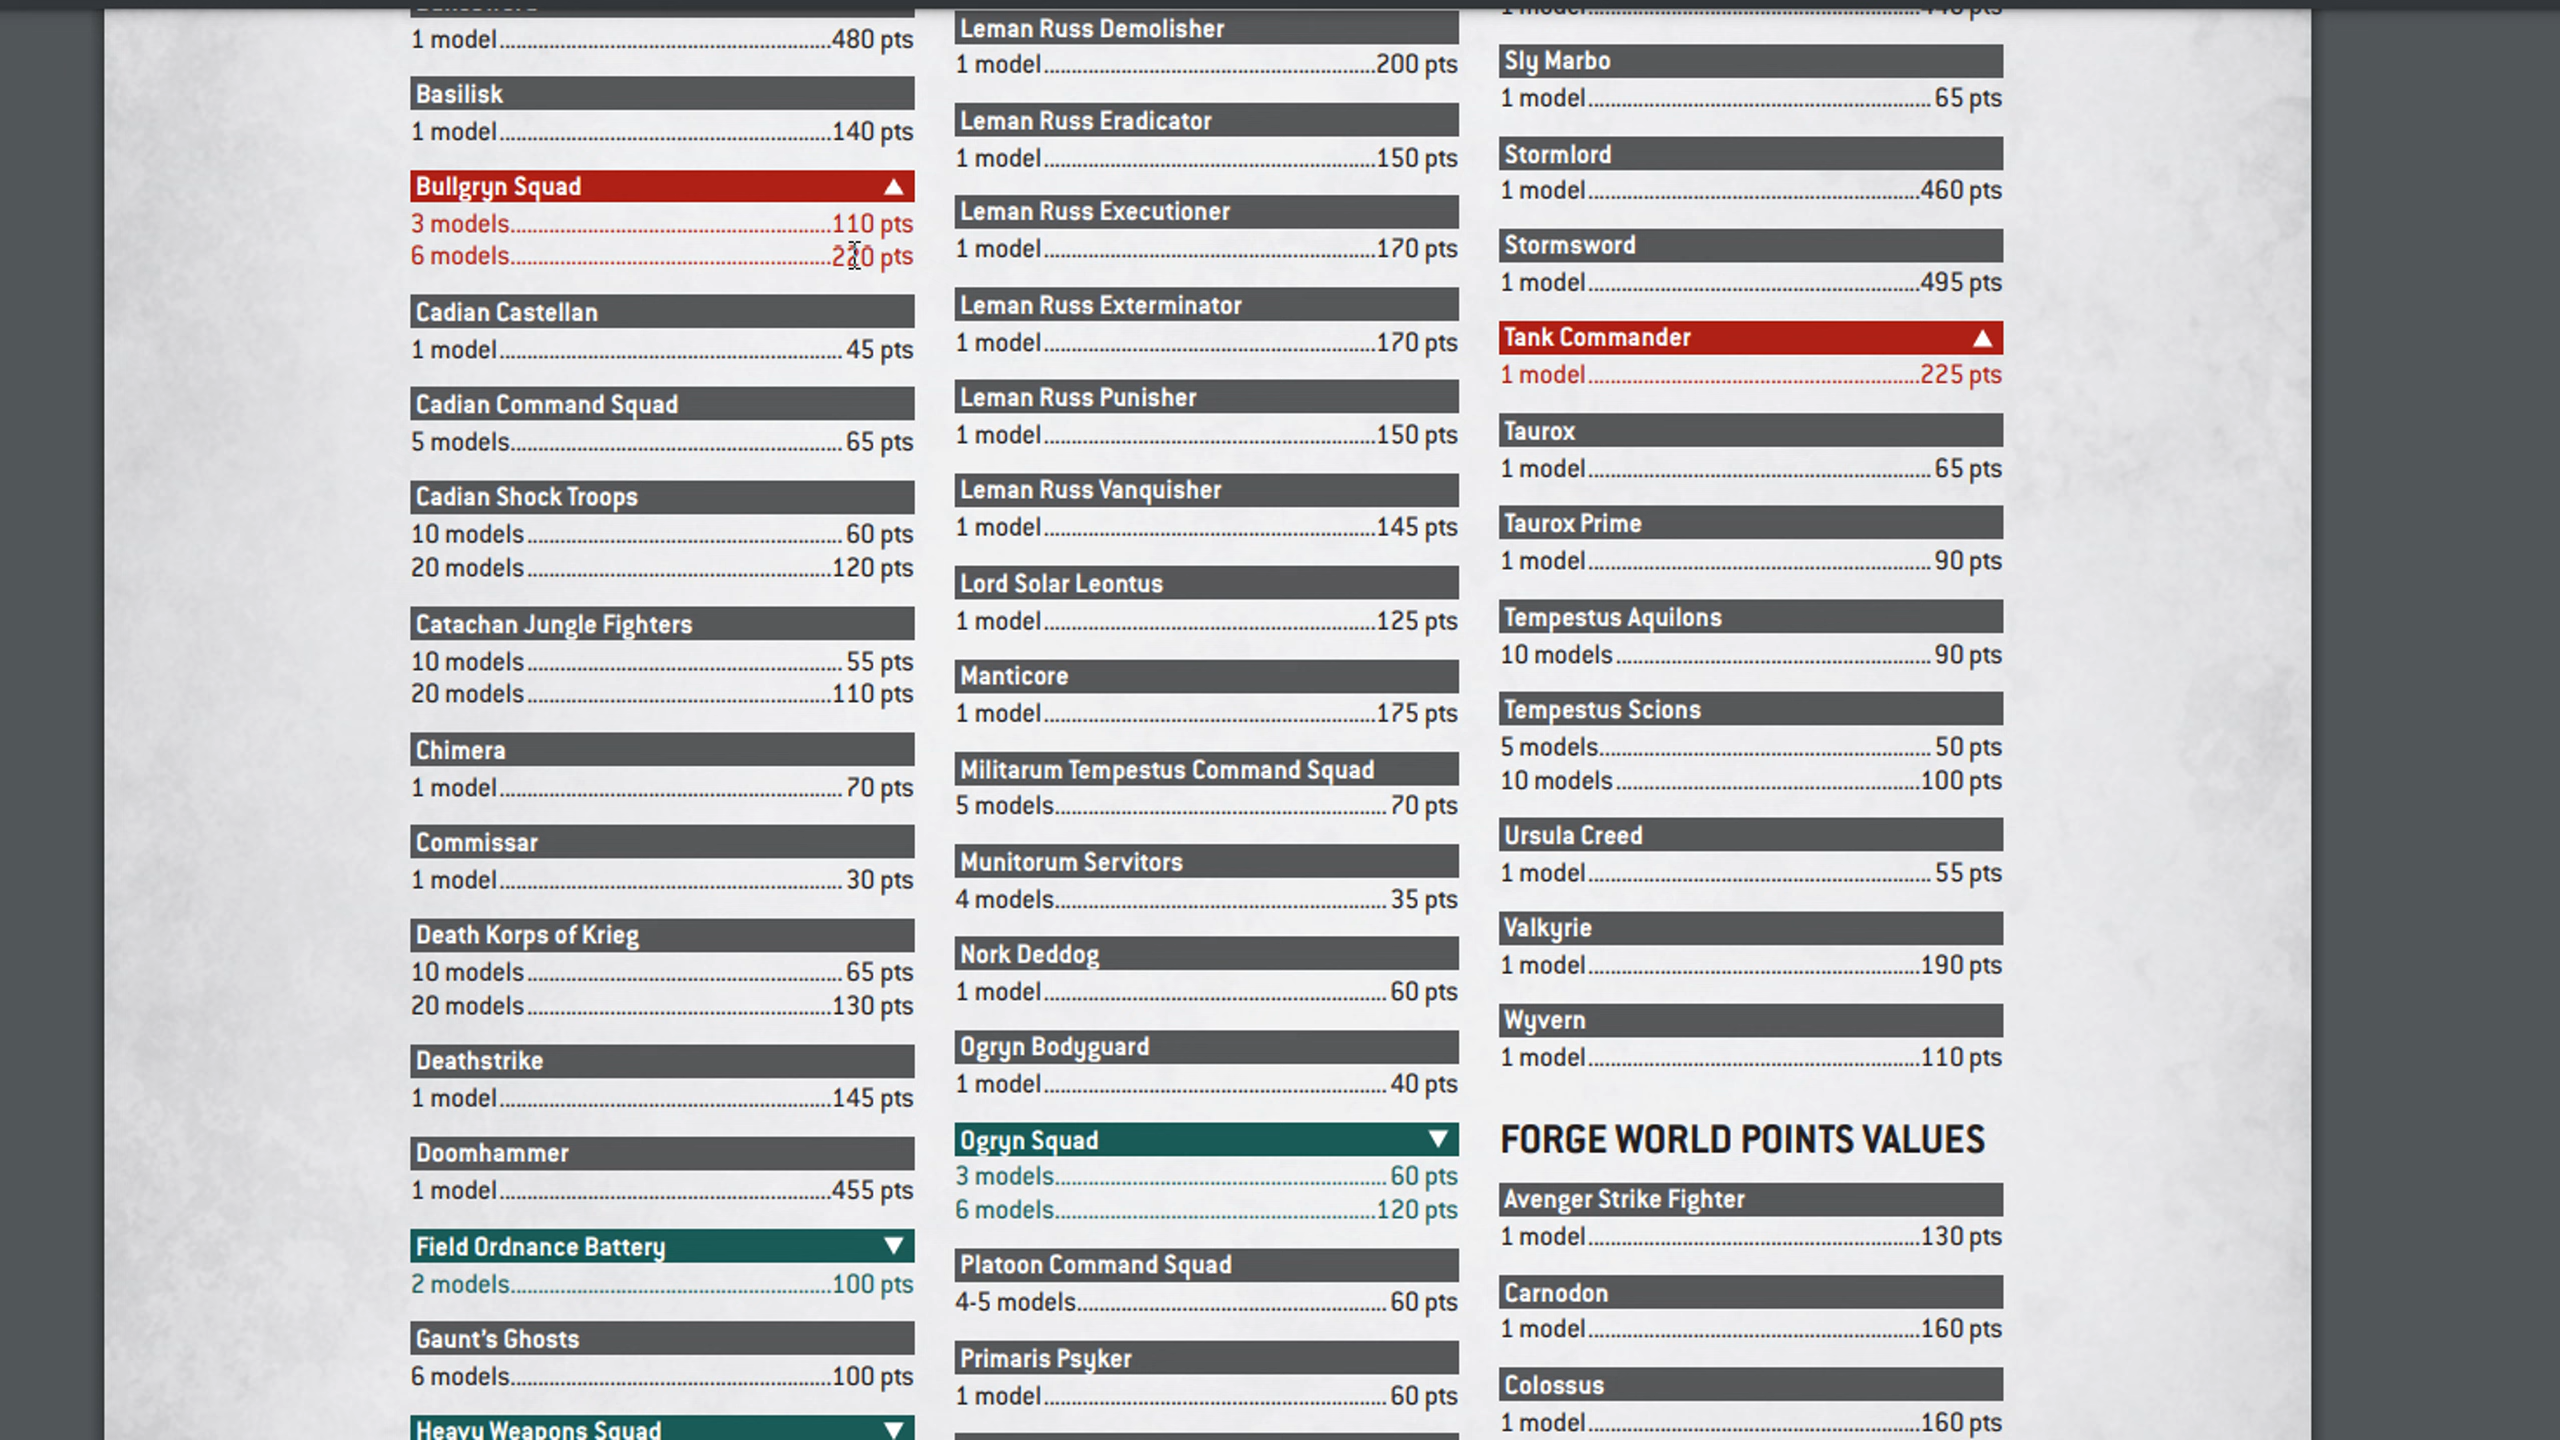 1 model 480 pts
Basilisk
1 model 140 pts
Bullgryn Squad ▲
3 models 110 pts
6 models 220 pts
Cadian Castellan
1 model 45 pts
Cadian Command Squad
5 models 65 pts
Cadian Shock Troops
10 models 60 pts
20 models 120 pts
Catachan Jungle Fighters
10 models 55 pts
20 models 110 pts
Chimera
1 model 70 pts
Commissar
1 model 30 pts
Death Korps of Krieg
10 models 65 pts
20 models 130 pts
Deathstrike
1 model 145 pts
Doomhammer
1 model 455 pts
Field Ordnance Battery ▼
2 models 100 pts
Gaunt's Ghosts
6 models 100 pts
Heavy Weapons Squad ▼
Leman Russ Demolisher
1 model 200 pts
Leman Russ Eradicator
1 model 150 pts
Leman Russ Executioner
1 model 170 pts
Leman Russ Exterminator
1 model 170 pts
Leman Russ Punisher
1 model 150 pts
Leman Russ Vanquisher
1 model 145 pts
Lord Solar Leontus
1 model 125 pts
Manticore
1 model 175 pts
Militarum Tempestus Command Squad
5 models 70 pts
Munitorum Servitors
4 models 35 pts
Nork Deddog
1 model 60 pts
Ogryn Bodyguard
1 model 40 pts
Ogryn Squad ▼
3 models 60 pts
6 models 120 pts
Platoon Command Squad
4-5 models 60 pts
Primaris Psyker
1 model 60 pts
Sly Marbo
1 model 65 pts
Stormlord
1 model 460 pts
Stormsword
1 model 495 pts
Tank Commander ▲
1 model 225 pts
Taurox
1 model 65 pts
Taurox Prime
1 model 90 pts
Tempestus Aquilons
10 models 90 pts
Tempestus Scions
5 models 50 pts
10 models 100 pts
Ursula Creed
1 model 55 pts
Valkyrie
1 model 190 pts
Wyvern
1 model 110 pts
FORGE WORLD POINTS VALUES
Avenger Strike Fighter
1 model 130 pts
Carnodon
1 model 160 pts
Colossus
1 model 160 pts